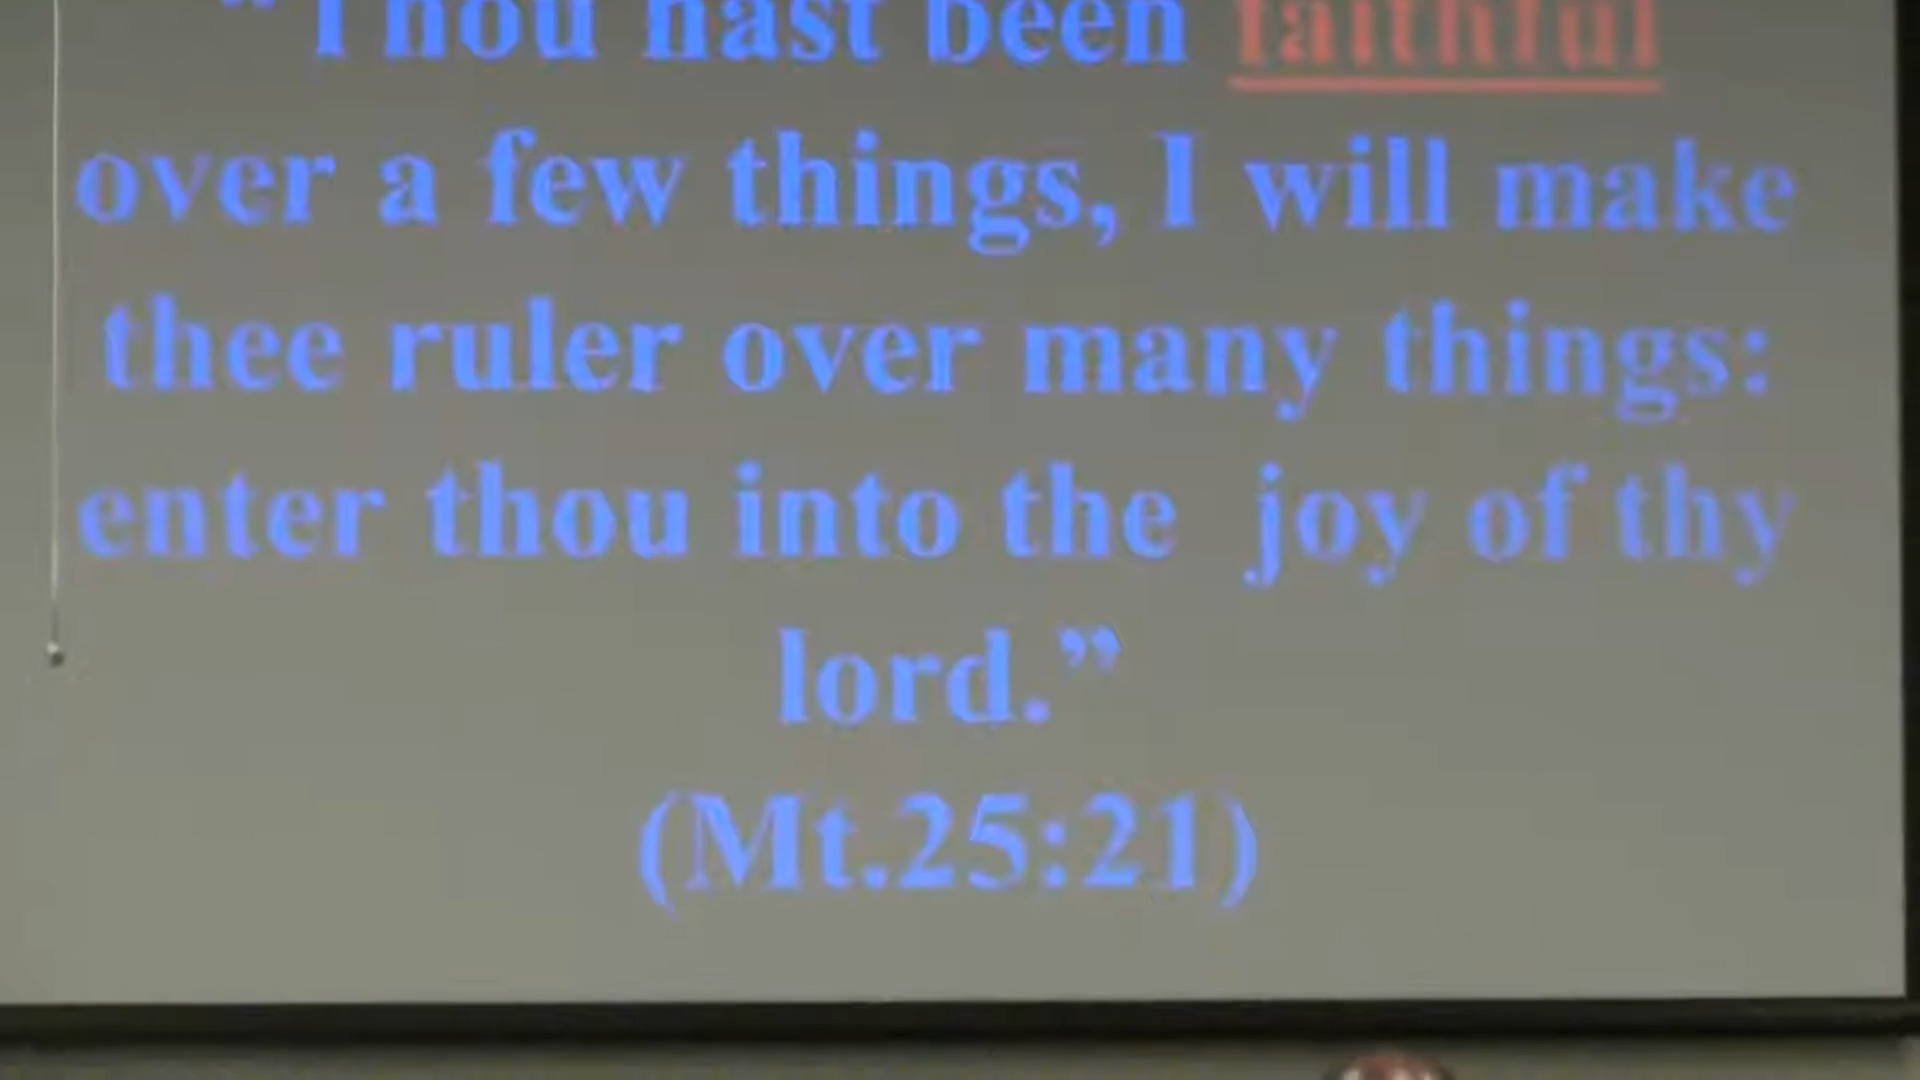 “Thou hast been faithful
over a few things, I will make
thee ruler over many things:
enter thou into the joy of thy
lord.”
(Mt.25:21)